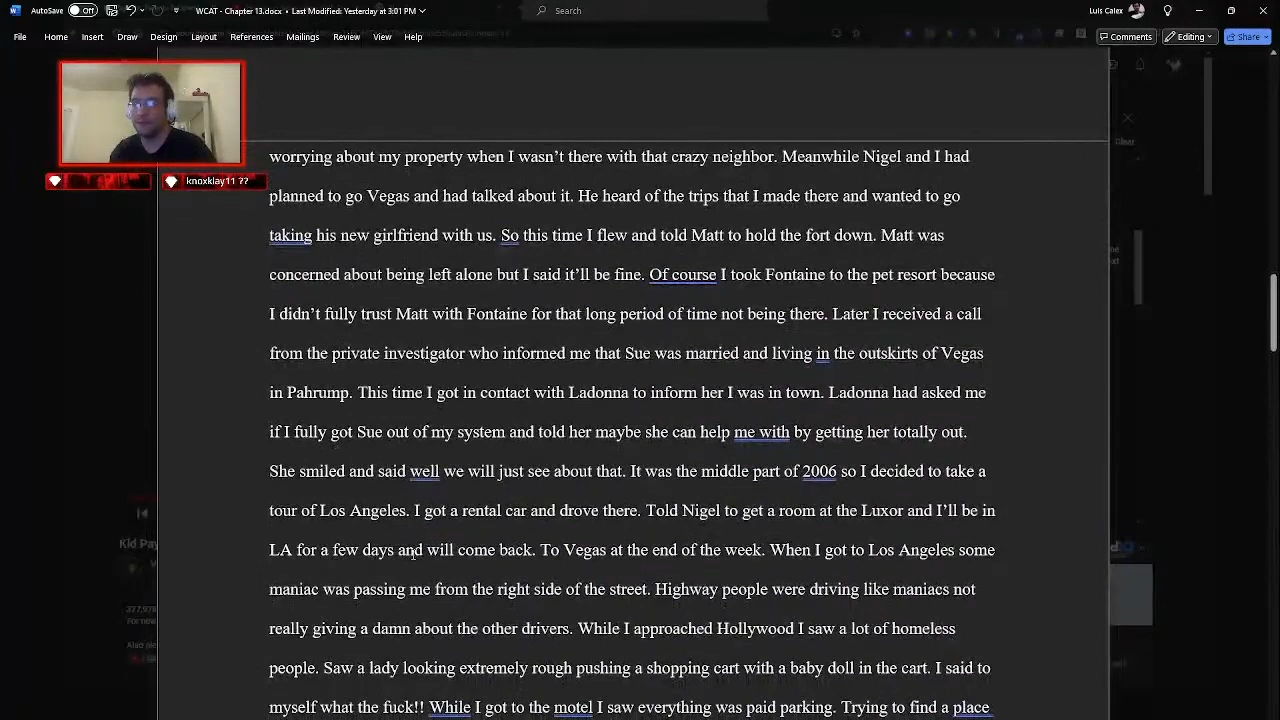 AutoSave Off WCAT - Chapter 13.docx • Last Modified: Yesterday at 3:01 PM Search Luis Calex
File Home Insert Draw Design Layout References Mailings Review View Help Comments Editing Share
knoxklay11 ??
worrying about my property when I wasn’t there with that crazy neighbor. Meanwhile Nigel and I had
planned to go Vegas and had talked about it. He heard of the trips that I made there and wanted to go
taking his new girlfriend with us. So this time I flew and told Matt to hold the fort down. Matt was
concerned about being left alone but I said it’ll be fine. Of course I took Fontaine to the pet resort because
I didn’t fully trust Matt with Fontaine for that long period of time not being there. Later I received a call
from the private investigator who informed me that Sue was married and living in the outskirts of Vegas
in Pahrump. This time I got in contact with Ladonna to inform her I was in town. Ladonna had asked me
if I fully got Sue out of my system and told her maybe she can help me with by getting her totally out.
She smiled and said well we will just see about that. It was the middle part of 2006 so I decided to take a
tour of Los Angeles. I got a rental car and drove there. Told Nigel to get a room at the Luxor and I’ll be in
LA for a few days and will come back. To Vegas at the end of the week. When I got to Los Angeles some
maniac was passing me from the right side of the street. Highway people were driving like maniacs not
really giving a damn about the other drivers. While I approached Hollywood I saw a lot of homeless
people. Saw a lady looking extremely rough pushing a shopping cart with a baby doll in the cart. I said to
myself what the fuck!! While I got to the motel I saw everything was paid parking. Trying to find a place
Clear
Kid Pay
For new
Also